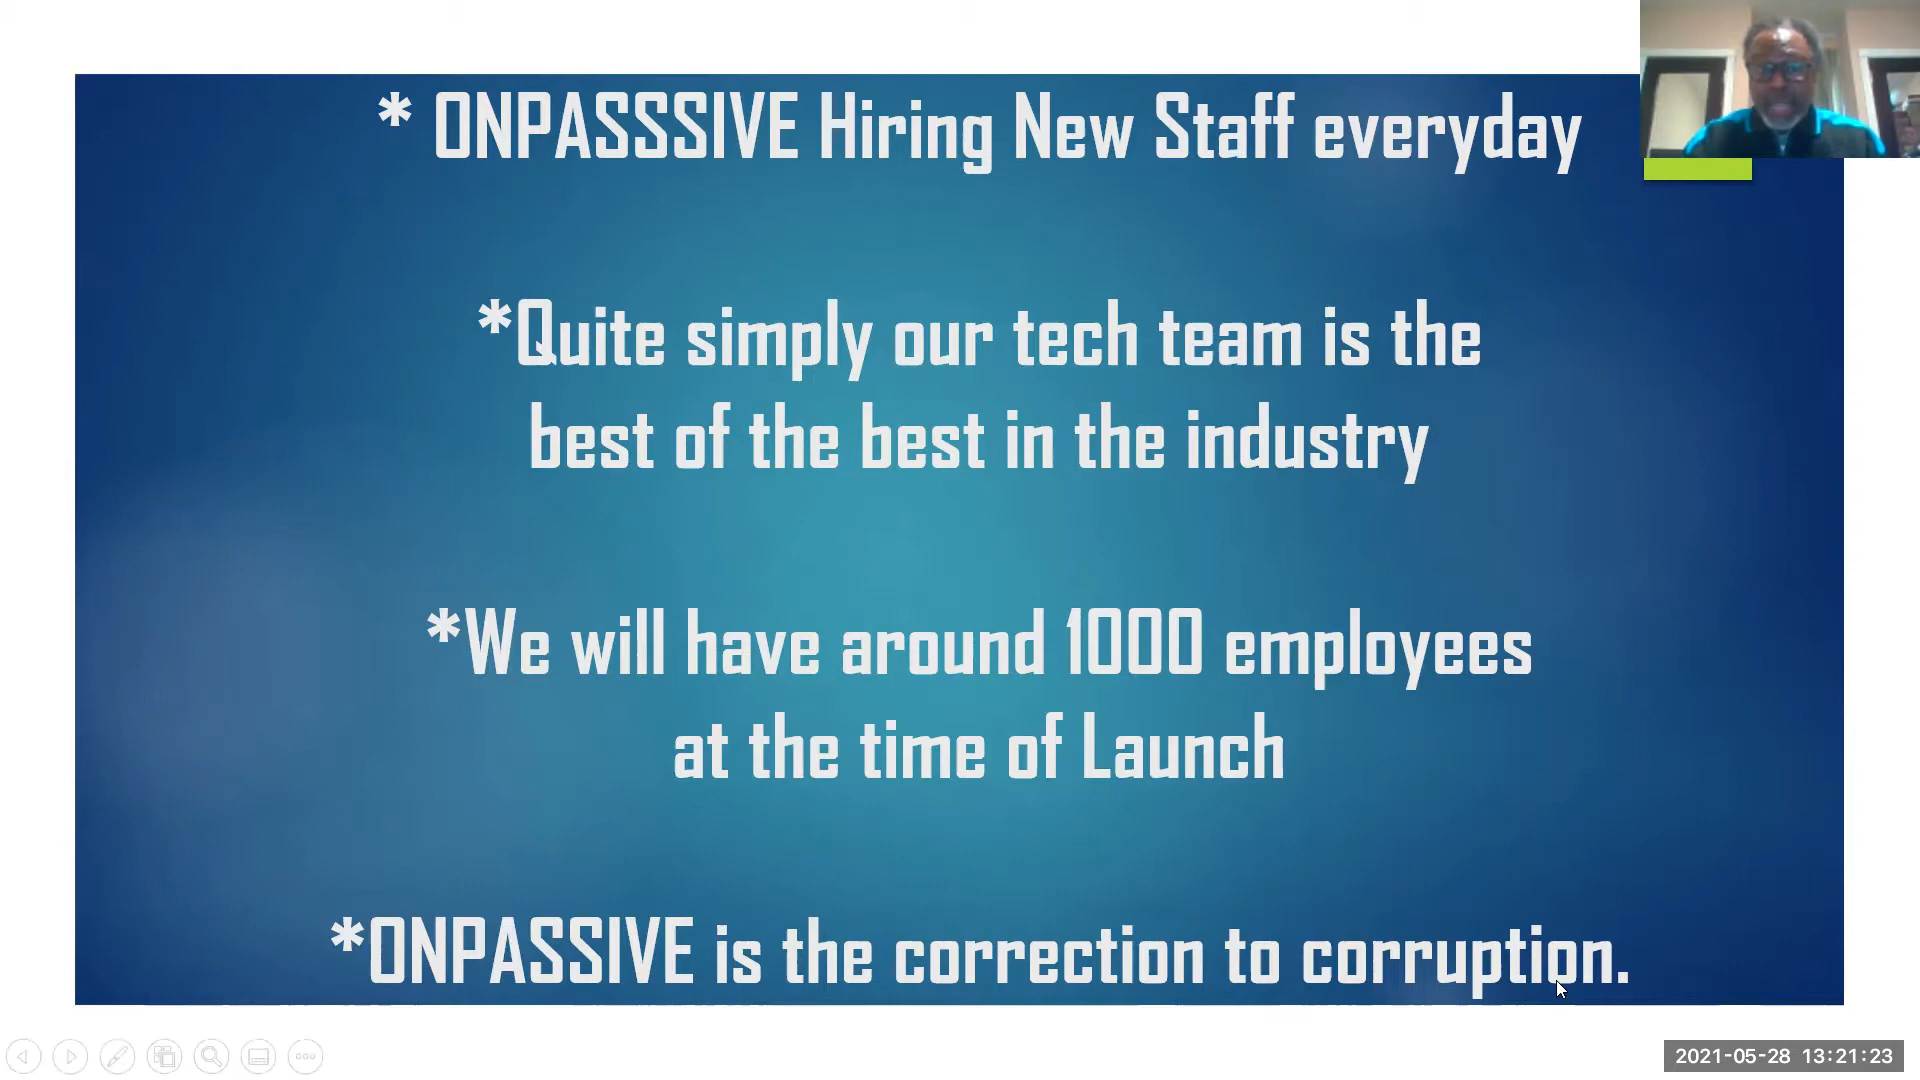 * ONPASSSIVE Hiring New Staff everyday
*Quite simply our tech team is the
best of the best in the industry
*We will have around 1000 employees
at the time of Launch
*ONPASSIVE is the correction to corruption.
2021-05-28 13:21:23